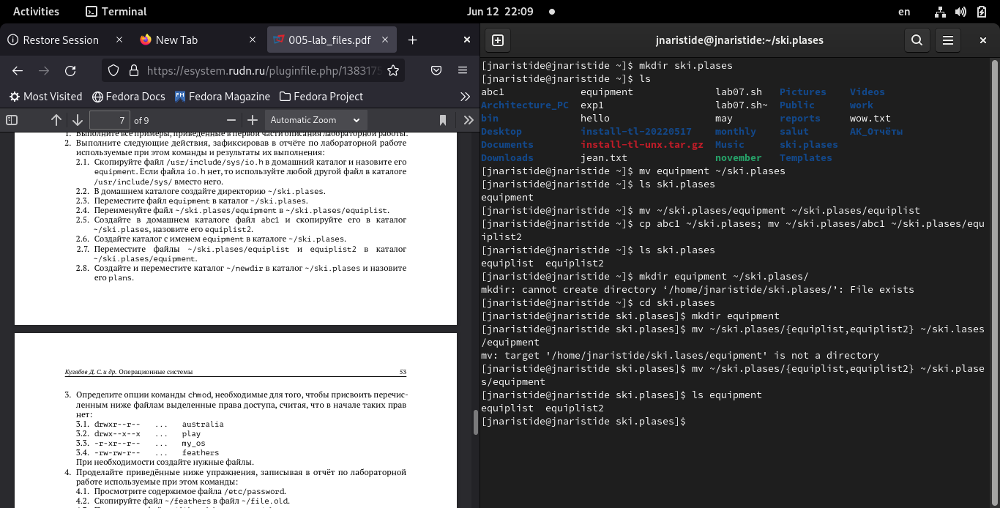 Activities
Terminal
Jun 12 22:09
en
Restore Session
New Tab
005-lab_files.pdf
https://esystem.rudn.ru/pluginfile.php/1383175
Most Visited
Fedora Docs
Fedora Magazine
Fedora Project
7 of 9
Automatic Zoom
1. Выполните все примеры, приведённые в первой части описания лабораторной работы.
2. Выполните следующие действия, зафиксировав в отчёте по лабораторной работе
используемые при этом команды и результаты их выполнения:
2.1. Скопируйте файл /usr/include/sys/io.h в домашний каталог и назовите его
equipment. Если файла io.h нет, то используйте любой другой файл в каталоге
/usr/include/sys/ вместо него.
2.2. В домашнем каталоге создайте директорию ~/ski.plases.
2.3. Переместите файл equipment в каталог ~/ski.plases.
2.4. Переименуйте файл ~/ski.plases/equipment в ~/ski.plases/equiplist.
2.5. Создайте в домашнем каталоге файл abc1 и скопируйте его в каталог
~/ski.plases, назовите его equiplist2.
2.6. Создайте каталог с именем equipment в каталоге ~/ski.plases.
2.7. Переместите файлы ~/ski.plases/equiplist и equiplist2 в каталог
~/ski.plases/equipment.
2.8. Создайте и переместите каталог ~/newdir в каталог ~/ski.plases и назовите
его plans.
Кулябов Д. С. и др. Операционные системы 53
3. Определите опции команды chmod, необходимые для того, чтобы присвоить перечис-
ленным ниже файлам выделенные права доступа, считая, что в начале таких прав
нет:
3.1. drwxr--r-- ... australia
3.2. drwx--x--x ... play
3.3. -r-xr--r-- ... my_os
3.4. -rw-rw-r-- ... feathers
При необходимости создайте нужные файлы.
4. Проделайте приведённые ниже упражнения, записывая в отчёт по лабораторной
работе используемые при этом команды:
4.1. Просмотрите содержимое файла /etc/password.
4.2. Скопируйте файл ~/feathers в файл ~/file.old.
jnaristide@jnaristide:~/ski.plases
[jnaristide@jnaristide ~]$ mkdir ski.plases
[jnaristide@jnaristide ~]$ ls
abc1 equipment lab07.sh Pictures Videos
Architecture_PC exp1 lab07.sh~ Public work
bin hello may reports wow.txt
Desktop install-tl-20220517 monthly salut АК_Отчёты
Documents install-tl-unx.tar.gz Music ski.plases
Downloads jean.txt november Templates
[jnaristide@jnaristide ~]$ mv equipment ~/ski.plases
[jnaristide@jnaristide ~]$ ls ski.plases
equipment
[jnaristide@jnaristide ~]$ mv ~/ski.plases/equipment ~/ski.plases/equiplist
[jnaristide@jnaristide ~]$ cp abc1 ~/ski.plases; mv ~/ski.plases/abc1 ~/ski.plases/equ
iplist2
[jnaristide@jnaristide ~]$ ls ski.plases
equiplist equiplist2
[jnaristide@jnaristide ~]$ mkdir equipment ~/ski.plases/
mkdir: cannot create directory ‘/home/jnaristide/ski.plases/’: File exists
[jnaristide@jnaristide ~]$ cd ski.plases
[jnaristide@jnaristide ski.plases]$ mkdir equipment
[jnaristide@jnaristide ski.plases]$ mv ~/ski.plases/{equiplist,equiplist2} ~/ski.lases
/equipment
mv: target '/home/jnaristide/ski.lases/equipment' is not a directory
[jnaristide@jnaristide ski.plases]$ mv ~/ski.plases/{equiplist,equiplist2} ~/ski.plase
s/equipment
[jnaristide@jnaristide ski.plases]$ ls equipment
equiplist equiplist2
[jnaristide@jnaristide ski.plases]$